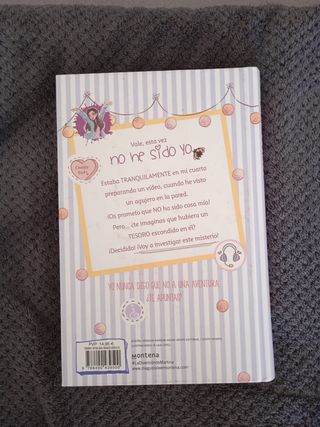 Vale, esta vez
no he sido yo
Candy Girl
Estaba TRANQUILAMENTE en mi cuarto
preparando un vídeo, cuando he visto
un agujero en la pared.
¡Os prometo que NO ha sido cosa mía!
Pero... ¿te imaginas que hubiera un
TESORO escondido en él?
¡Decidido! ¡Voy a investigar este misterio!
YO NUNCA DIGO QUE NO A UNA AVENTURA
¿TE APUNTAS?
PVP 14,95 €
Montena
#LaDiversiónDeMartina